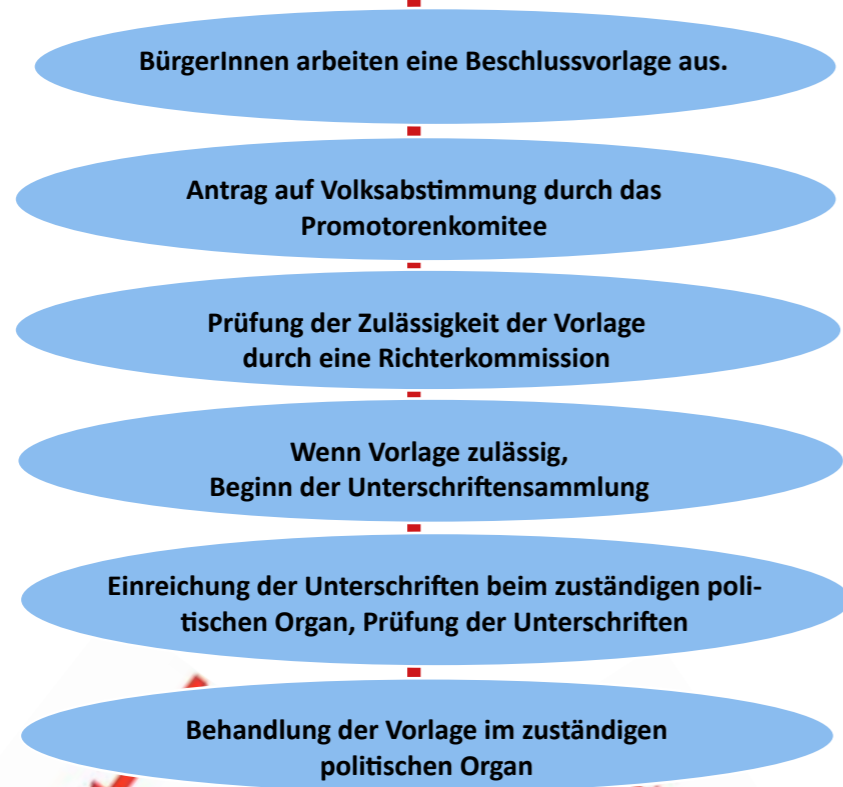 BürgerInnen arbeiten eine Beschlussvorlage aus.
Antrag auf Volksabstimmung durch das
Promotorenkomitee
Prüfung der Zulässigkeit der Vorlage
durch eine Richterkommission
Wenn Vorlage zulässig,
Beginn der Unterschriftensammlung
Einreichung der Unterschriften beim zuständigen poli-
tischen Organ, Prüfung der Unterschriften
Behandlung der Vorlage im zuständigen
politischen Organ